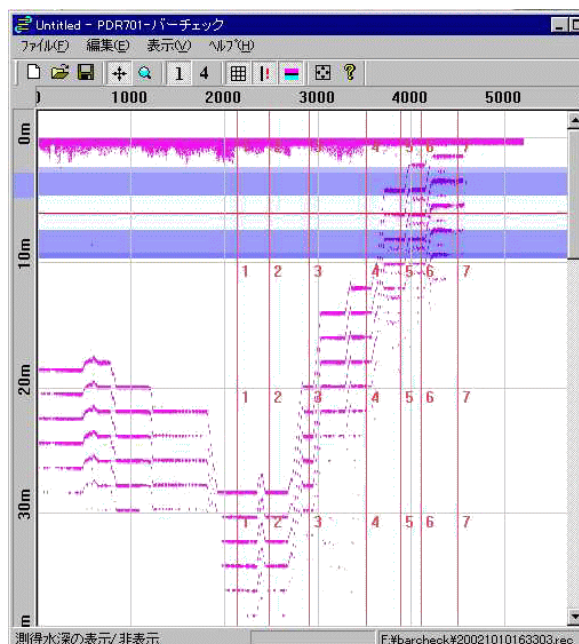 Untitled - PDR701-バーチェック
ファイル(F) 編集(E) 表示(V) ヘルプ(H)
1 4
) 1000 2000 3000 4000 5000
0m
1 2 3 4 5 6 7
10m
1 2 3 4 5 6 7
20m
1 2 3 4 5 6 7
30m
1 2 3 4 5 6 7
m
測得水深の表示/非表示 F:¥barcheck¥20021010163303.rec